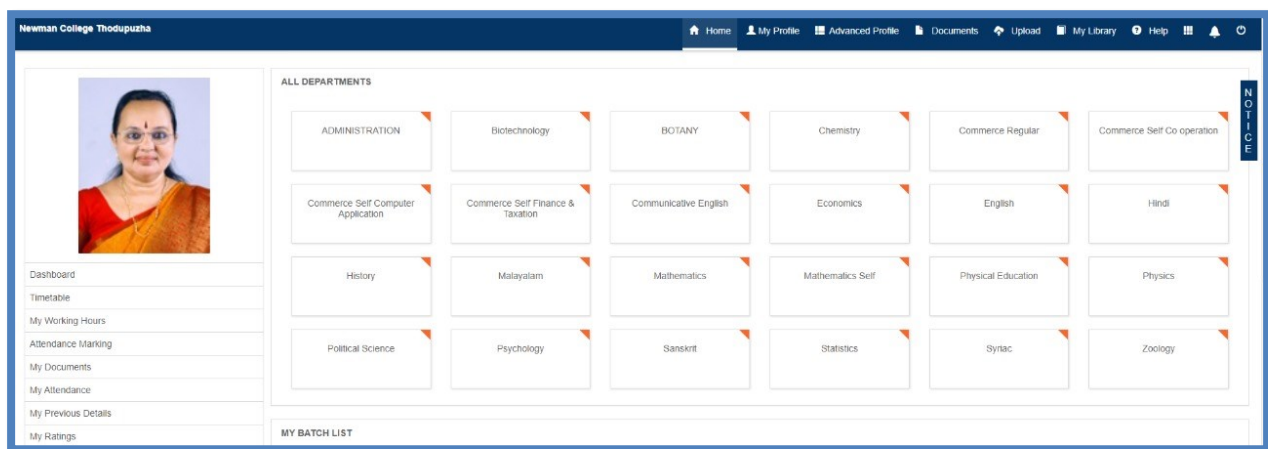 Newman College Thodupuzha
Home My Profile Advanced Profile Documents Upload My Library Help
NOTICE
Dashboard
Timetable
My Working Hours
Attendance Marking
My Documents
My Attendance
My Previous Details
My Ratings
ALL DEPARTMENTS
ADMINISTRATION
Biotechnology
BOTANY
Chemistry
Commerce Regular
Commerce Self Co operation
Commerce Self Computer
Application
Commerce Self Finance &
Taxation
Communicative English
Economics
English
Hindi
History
Malayalam
Mathematics
Mathematics Self
Physical Education
Physics
Political Science
Psychology
Sanskrit
Statistics
Syriac
Zoology
MY BATCH LIST